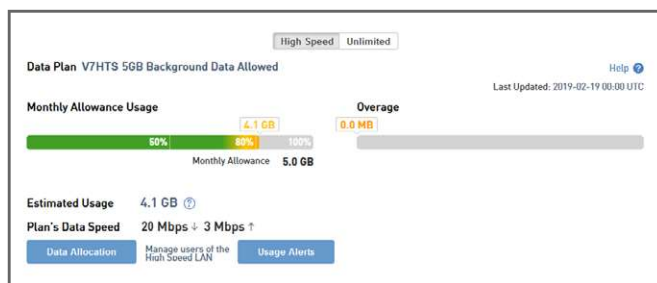 High Speed Unlimited
Data Plan V7HTS 5GB Background Data Allowed
Help ?
Last Updated: 2019-02-19 00:00 UTC
Monthly Allowance Usage
Overage
4.1 GB
0.0 MB
50% 80% 100%
Monthly Allowance 5.0 GB
Estimated Usage 4.1 GB ?
Plan's Data Speed 20 Mbps ↓ 3 Mbps ↑
Data Allocation
Manage users of the
High Speed LAN
Usage Alerts